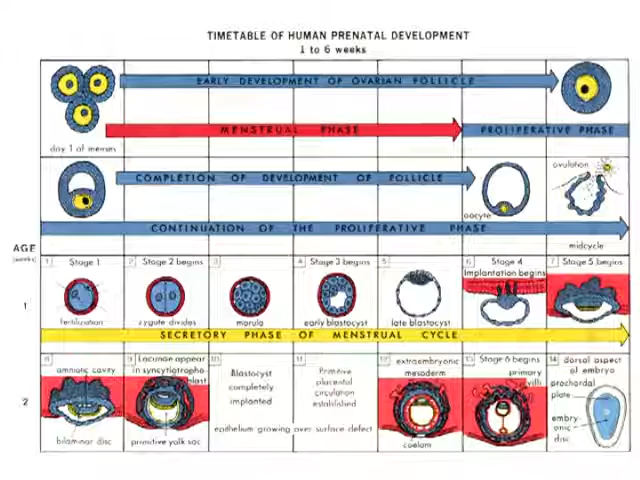 TIMETABLE OF HUMAN PRENATAL DEVELOPMENT
1 to 6 weeks
EARLY DEVELOPMENT OF OVARIAN FOLLICLE
MENSTRUAL PHASE
PROLIFERATIVE PHASE
day 1 of menses
COMPLETION OF DEVELOPMENT OF FOLLICLE
ovulation
oocyte
CONTINUATION OF THE PROLIFERATIVE PHASE
midcycle
AGE
(weeks)
1
1 Stage 1
fertilization
2 Stage 2 begins
zygote divides
3
morula
4 Stage 3 begins
early blastocyst
5
late blastocyst
6 Stage 4
Implantation begins
7 Stage 5 begins
SECRETORY PHASE OF MENSTRUAL CYCLE
2
8
amniotic cavity
bilaminar disc
9 Lacunae appear
in syncytiotropho-
blast
primitive yolk sac
10
Blastocyst
completely
implanted
11
Primitive
placental
circulation
established
epithelium growing over surface defect
12 extraembryonic
mesoderm
coelom
13 Stage 6 begins
primary
villi
14 dorsal aspect
of embryo
prochordal
plate
embry-
onic
disc